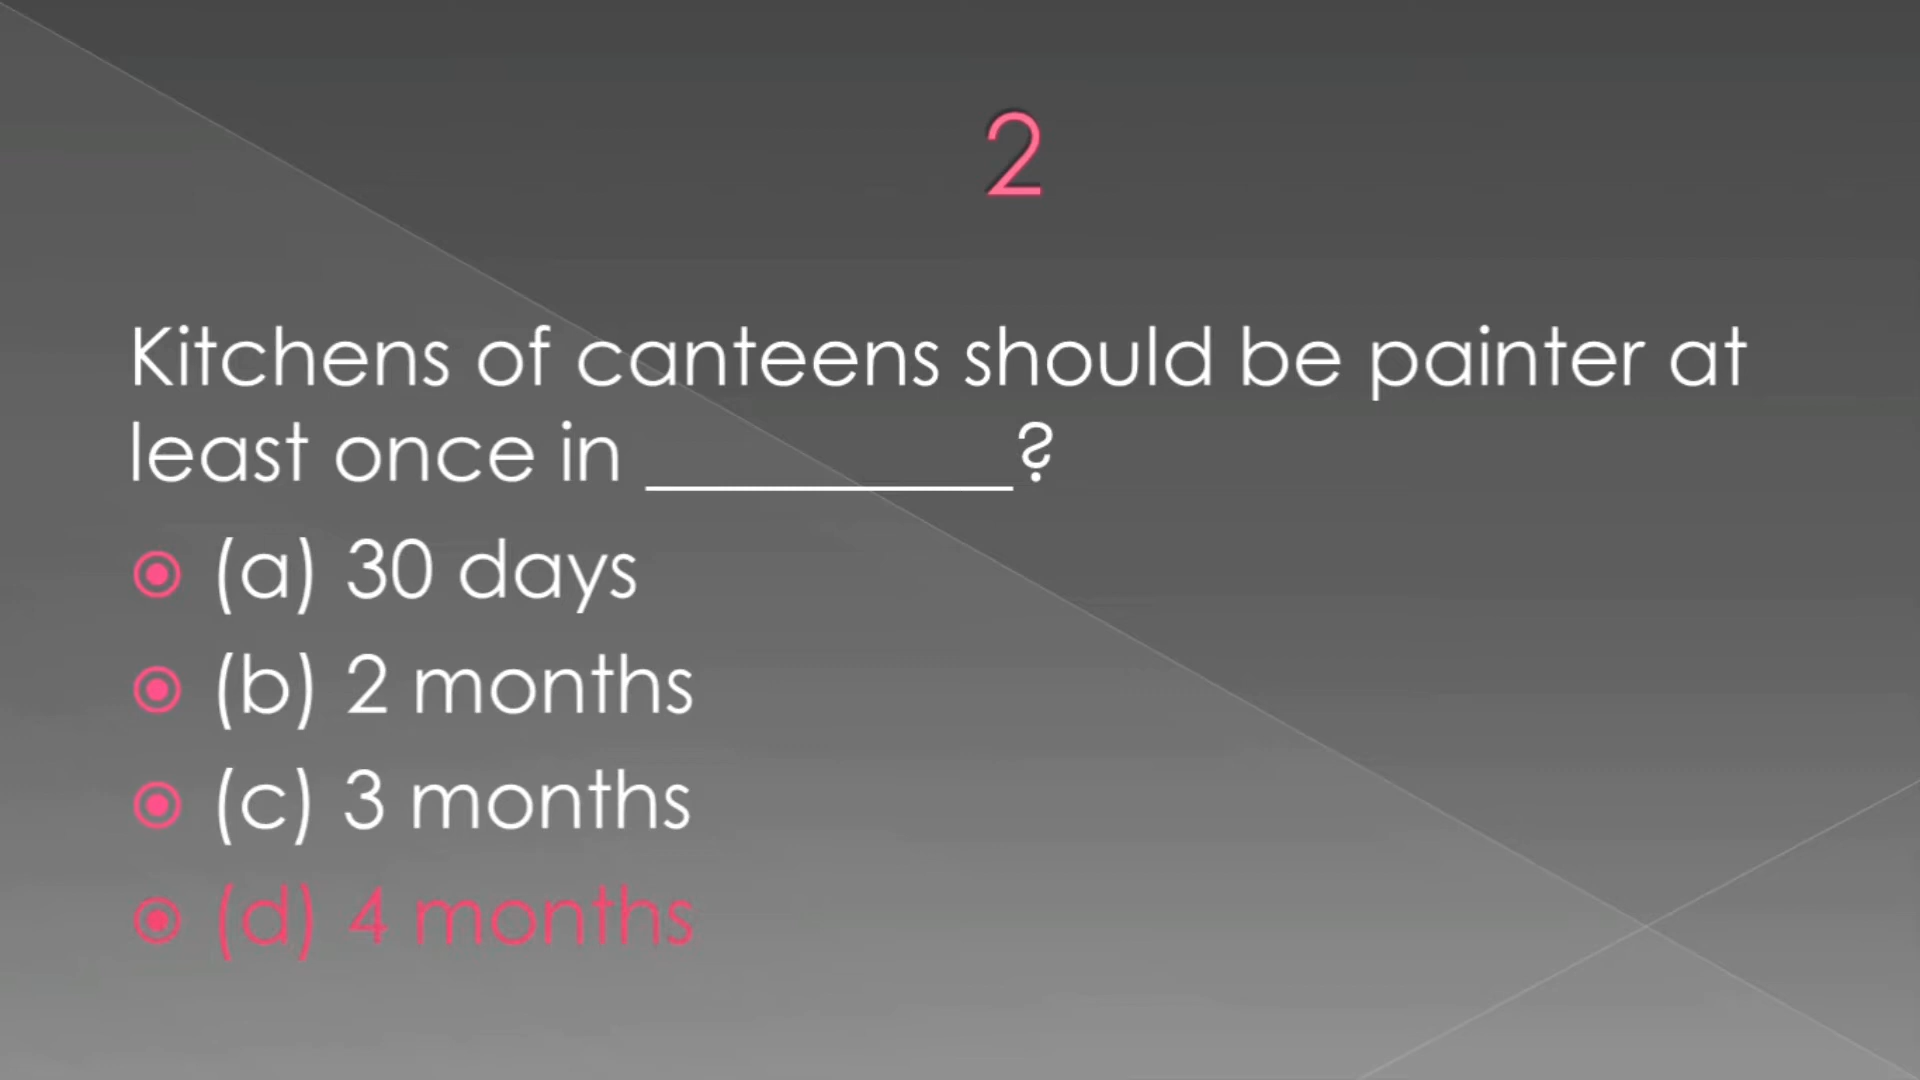 2
Kitchens of canteens should be painter at
least once in __________?
(a) 30 days
(b) 2 months
(c) 3 months
(d) 4 months